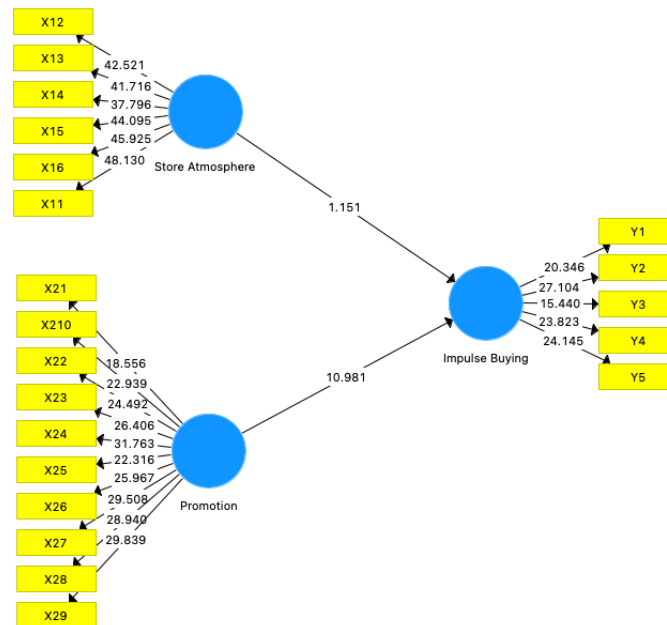 X12
X13
X14
X15
X16
X11
42.521
41.716
37.796
44.095
45.925
48.130
Store Atmosphere
1.151
X21
X210
X22
X23
X24
X25
X26
X27
X28
X29
18.556
22.939
24.492
26.406
31.763
22.316
25.967
29.508
28.940
29.839
Promotion
10.981
Impulse Buying
20.346
27.104
15.440
23.823
24.145
Y1
Y2
Y3
Y4
Y5